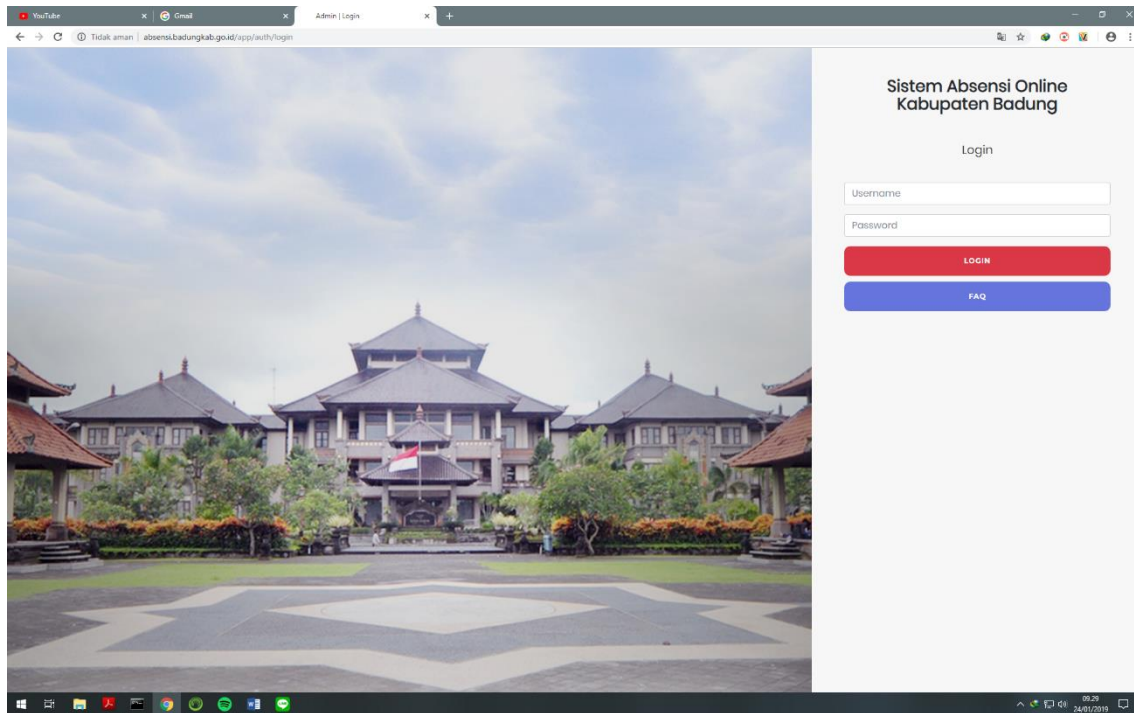 YouTube
Gmail
Admin | Login
Tidak aman | absensi.badungkab.go.id/app/auth/login
Sistem Absensi Online
Kabupaten Badung
Login
Username
Password
LOGIN
FAQ
09.29
24/01/2019